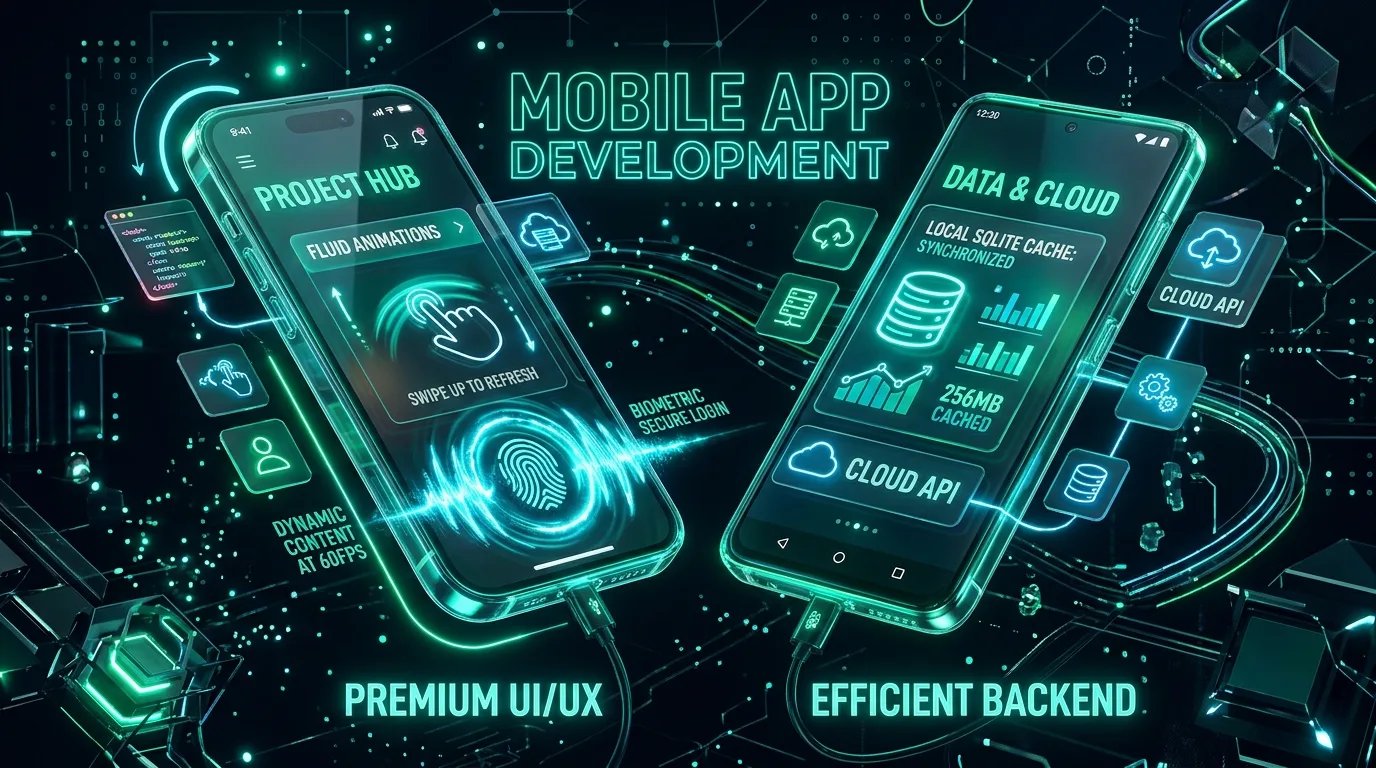 MOBILE APP
DEVELOPMENT
9:41
PROJECT HUB
FLUID ANIMATIONS
SWIPE UP TO REFRESH
BIOMETRIC
SECURE LOGIN
DYNAMIC
CONTENT
AT 60FPS
PREMIUM UI/UX
12:20
DATA & CLOUD
LOCAL SQLITE CACHE:
SYNCHRONIZED
256MB
CACHED
CLOUD API
CLOUD API
EFFICIENT BACKEND